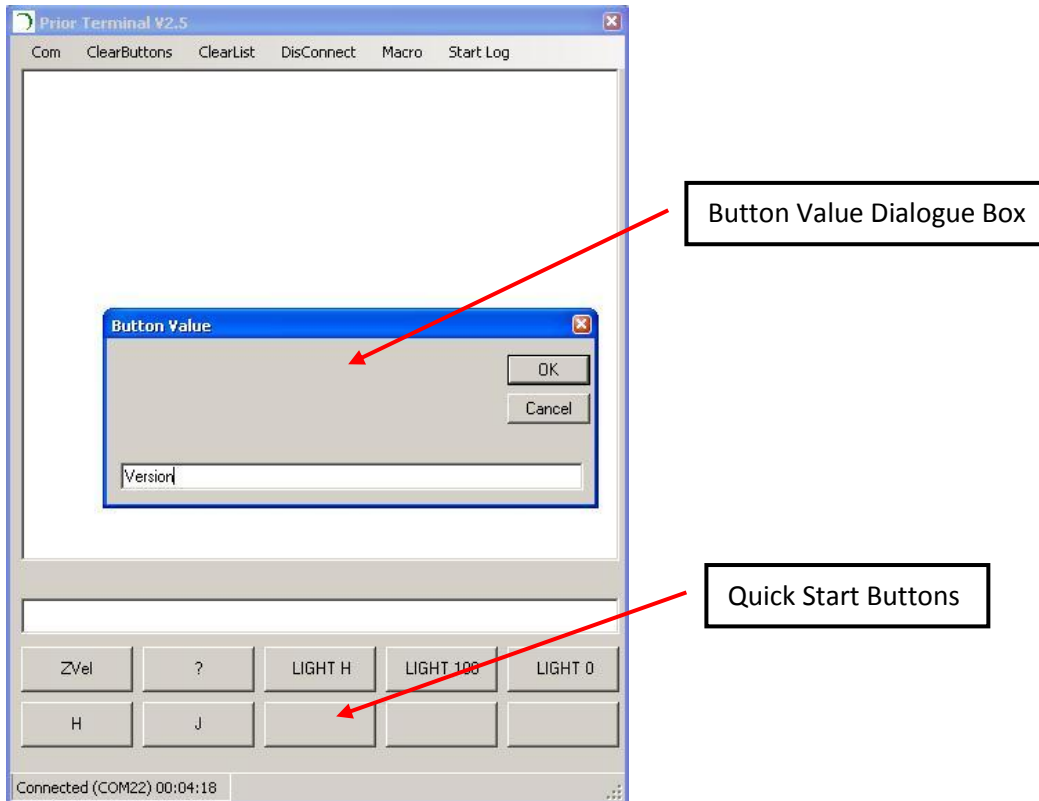 Prior Terminal V2.5
Com ClearButtons ClearList DisConnect Macro Start Log
Button Value Dialogue Box
Button Value
OK
Cancel
Version
Quick Start Buttons
ZVel ? LIGHT H LIGHT 100 LIGHT 0
H J
Connected (COM22) 00:04:18